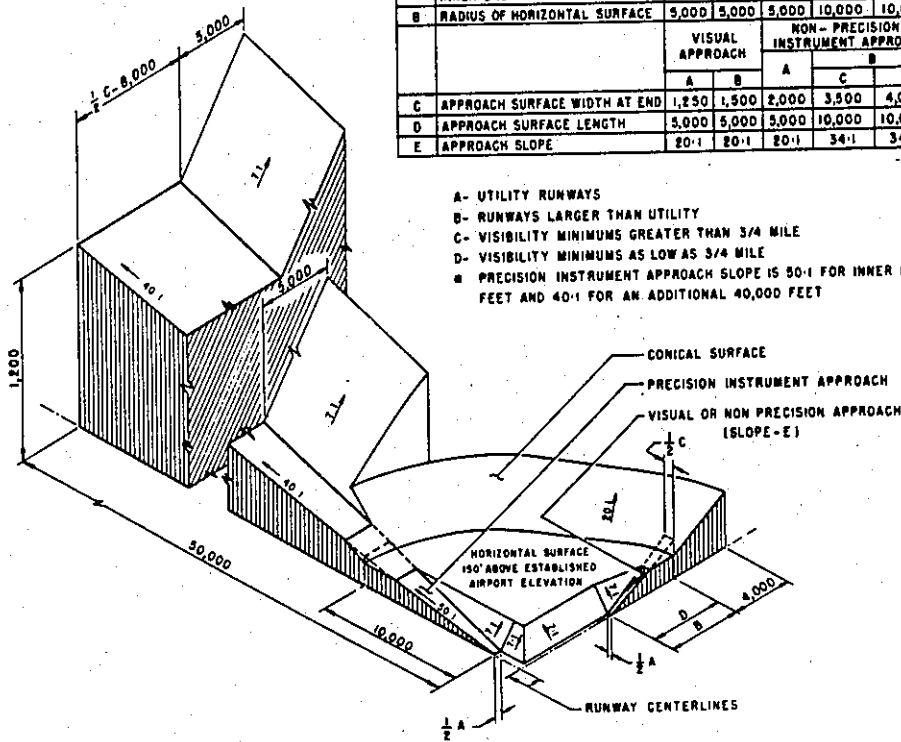 B RADIUS OF HORIZONTAL SURFACE 5,000 5,000 5,000 10,000
VISUAL APPROACH NON-PRECISION
INSTRUMENT
A B A B
C
C APPROACH SURFACE WIDTH AT END 1,250 1,500 2,000 3,500
D APPROACH SURFACE LENGTH 5,000 5,000 5,000 10,000
E APPROACH SLOPE 20:1 20:1 20:1 34:1
A- UTILITY RUNWAYS
B- RUNWAYS LARGER THAN UTILITY
C- VISIBILITY MINIMUMS GREATER THAN 3/4 MILE
D- VISIBILITY MINIMUMS AS LOW AS 3/4 MILE
* PRECISION INSTRUMENT APPROACH SLOPE IS 50:1 FOR INNER
FEET AND 40:1 FOR AN ADDITIONAL 40,000 FEET
5,000
1/2 C-8,000
7:1
40:1
5,000
1,200
7:1
40:1
CONICAL SURFACE
PRECISION INSTRUMENT APPROACH
VISUAL OR NON PRECISION APPROACH
(SLOPE-E)
1/2 C
20:1
HORIZONTAL SURFACE
150' ABOVE ESTABLISHED
AIRPORT ELEVATION
50,000
50:1
7:1
7:1
7:1
7:1
10,000
D
B
4,000
1/2 A
RUNWAY CENTERLINES
1/2 A